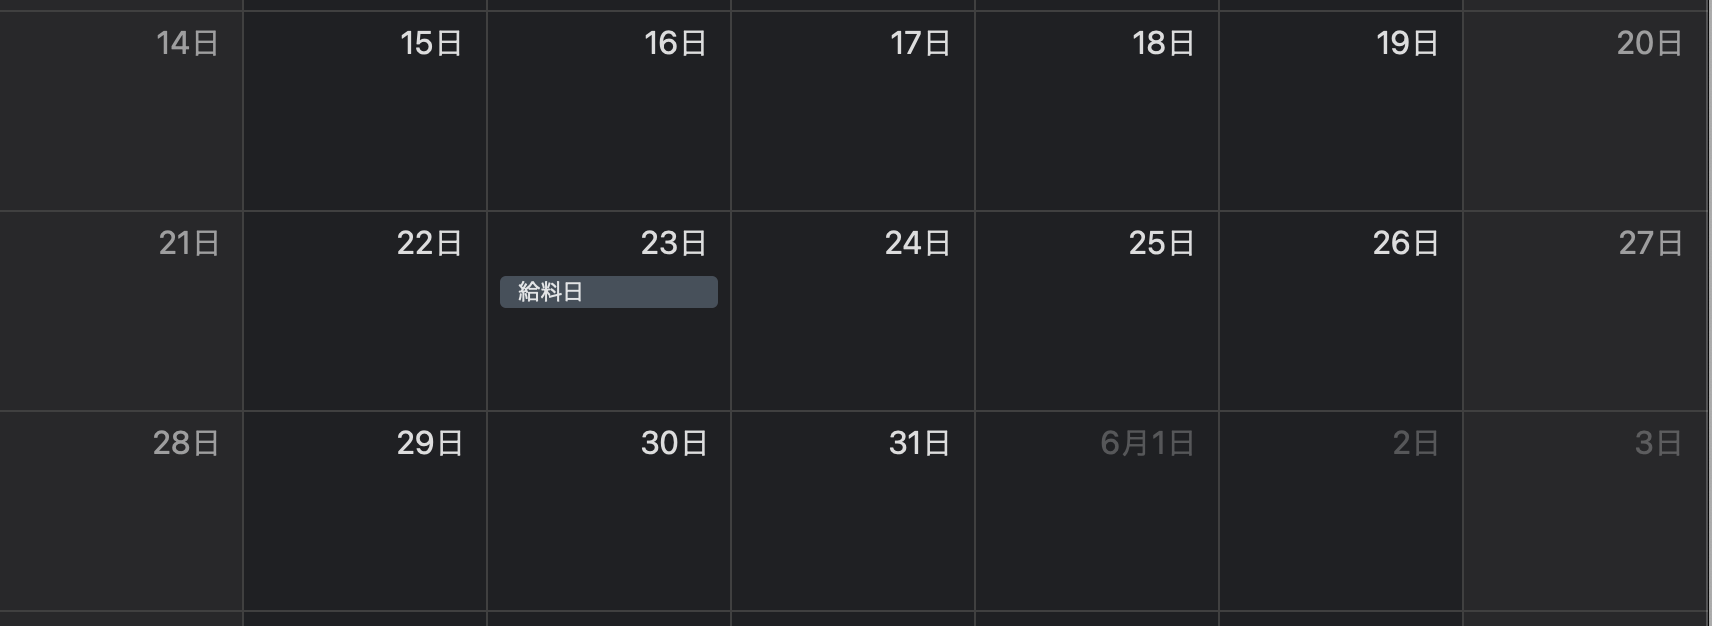 14日 15日 16日 17日 18日 19日 20日
21日 22日 23日 24日 25日 26日 27日
給料日
28日 29日 30日 31日 6月1日 2日 3日